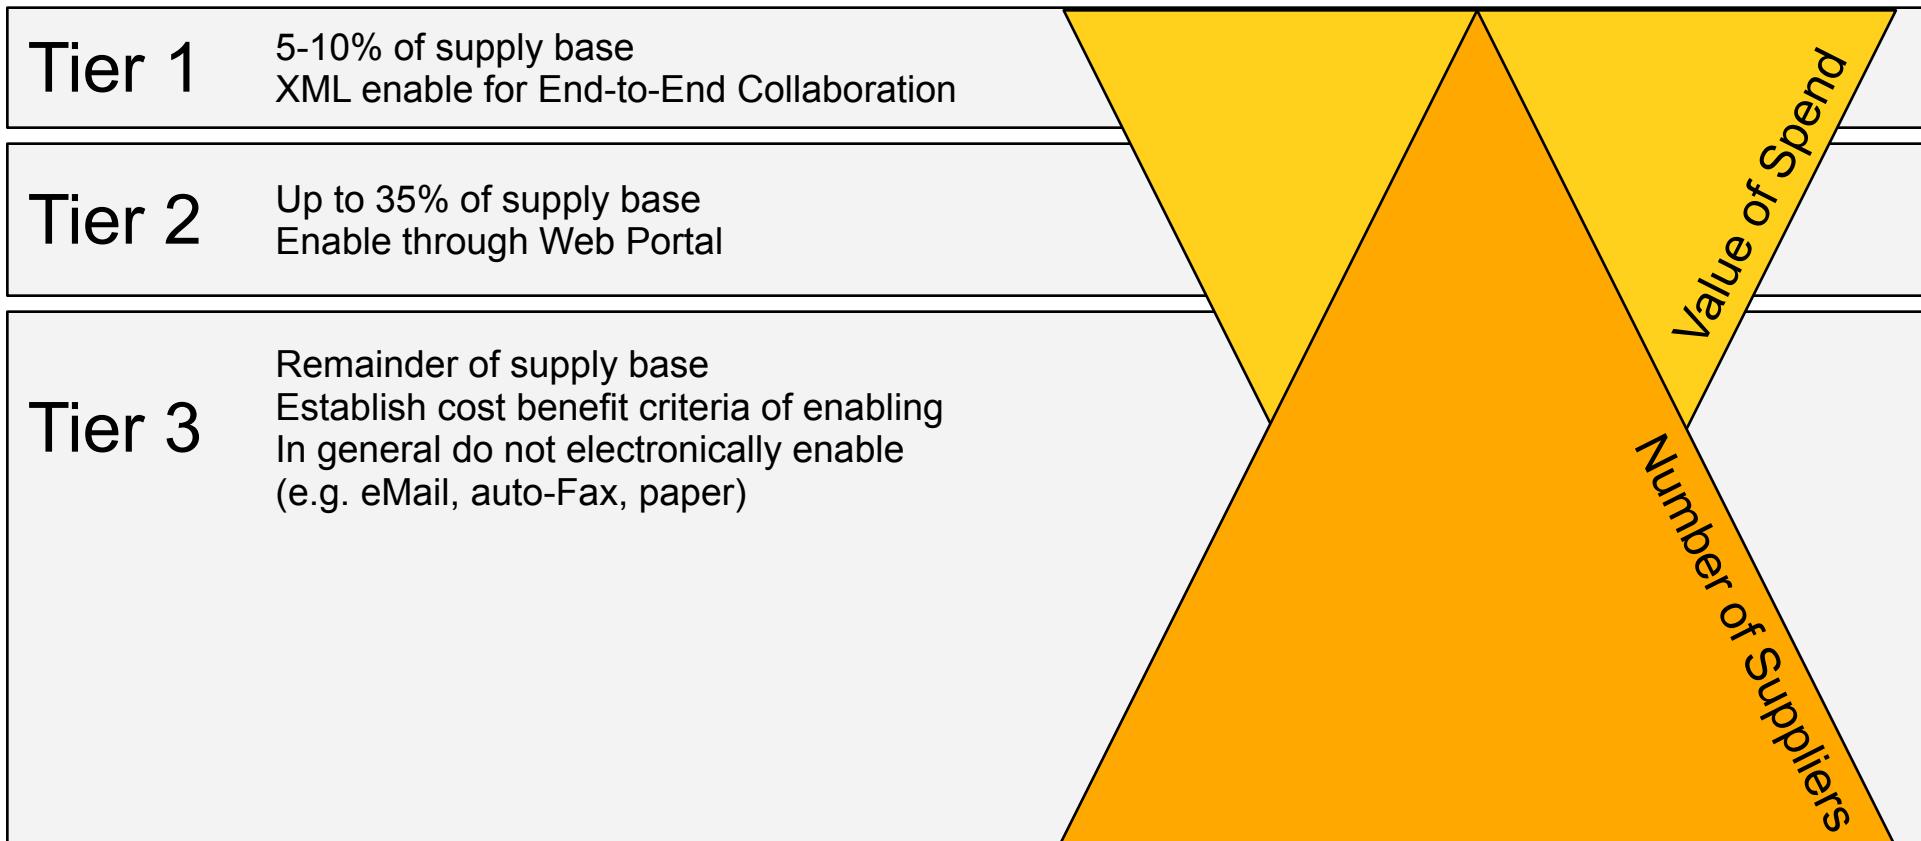 Tier 1
5-10% of supply base
XML enable for End-to-End Collaboration
Tier 2
Up to 35% of supply base
Enable through Web Portal
Tier 3
Remainder of supply base
Establish cost benefit criteria of enabling
In general do not electronically enable
(e.g. eMail, auto-Fax, paper)
Value of Spend
Number of Suppliers